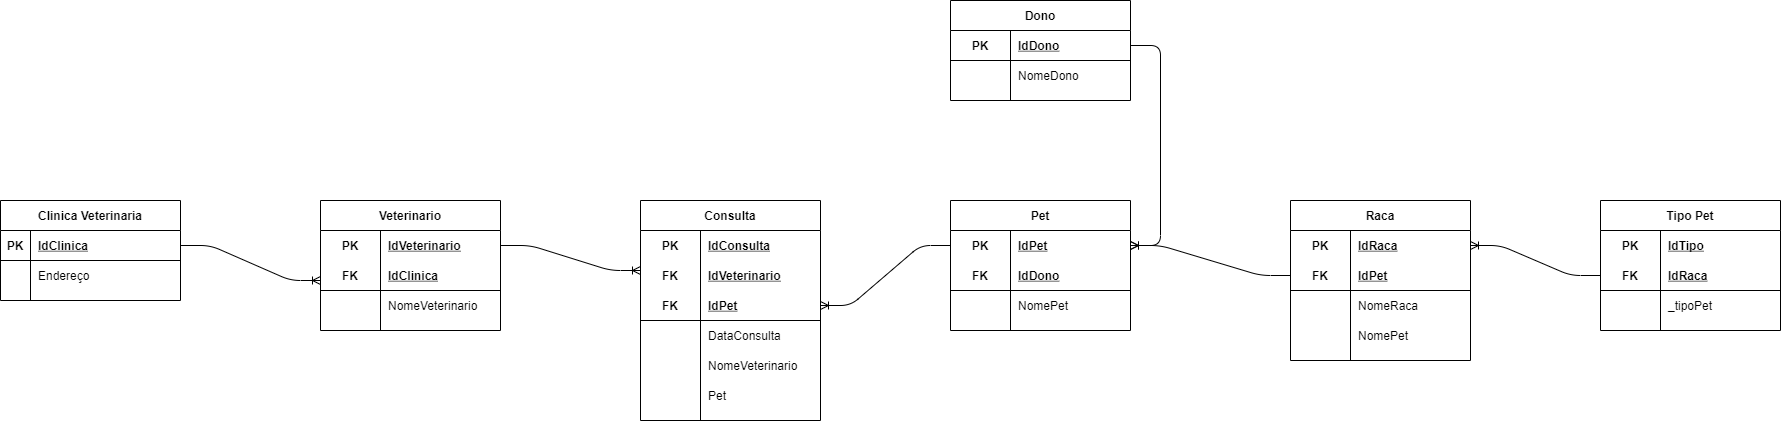 Dono
PK IdDono
NomeDono
Clinica Veterinaria
PK IdClinica
Endereço
Veterinario
PK IdVeterinario
FK IdClinica
NomeVeterinario
Consulta
PK IdConsulta
FK IdVeterinario
FK IdPet
DataConsulta
NomeVeterinario
Pet
Pet
PK IdPet
FK IdDono
NomePet
Raca
PK IdRaca
FK IdPet
NomeRaca
NomePet
Tipo Pet
PK IdTipo
FK IdRaca
_tipoPet